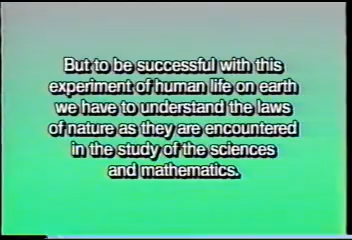 But to be successful with this
experiment of human life on earth
we have to understand the laws
of nature as they are encountered
in the study of the sciences
and mathematics.